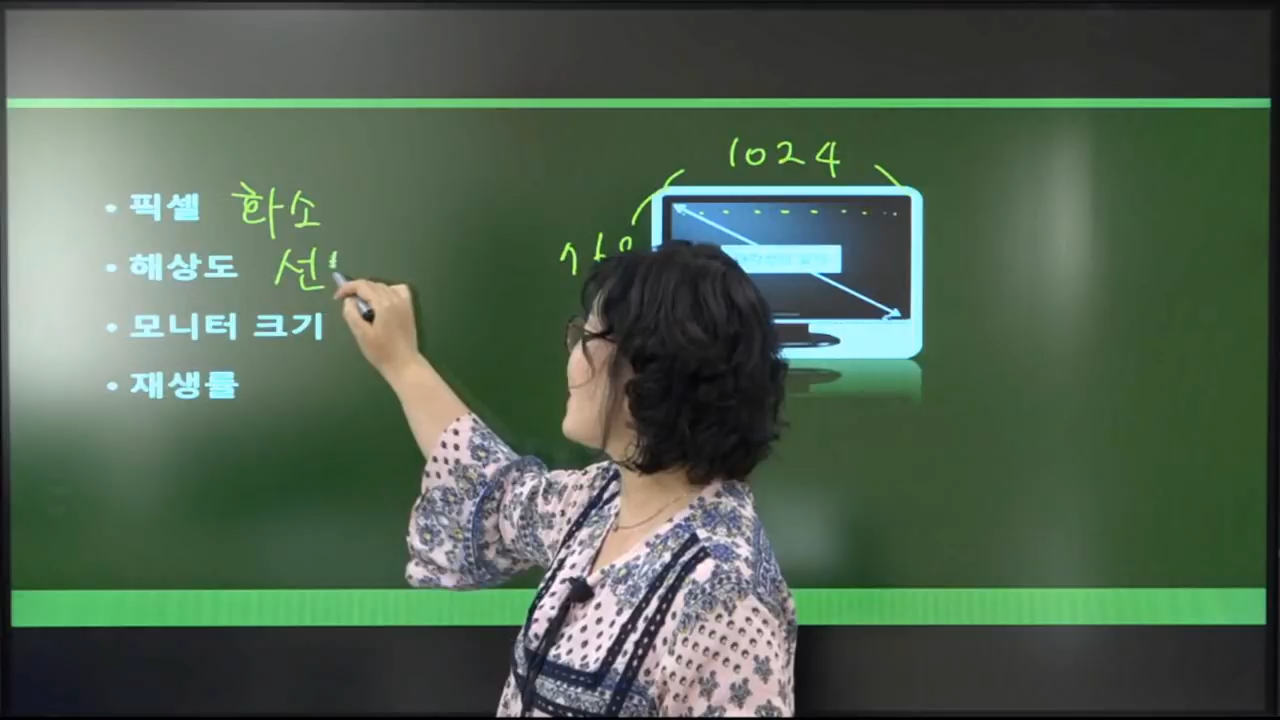 1024
• 픽셀 화소
• 해상도 선
• 모니터 크기
• 재생률